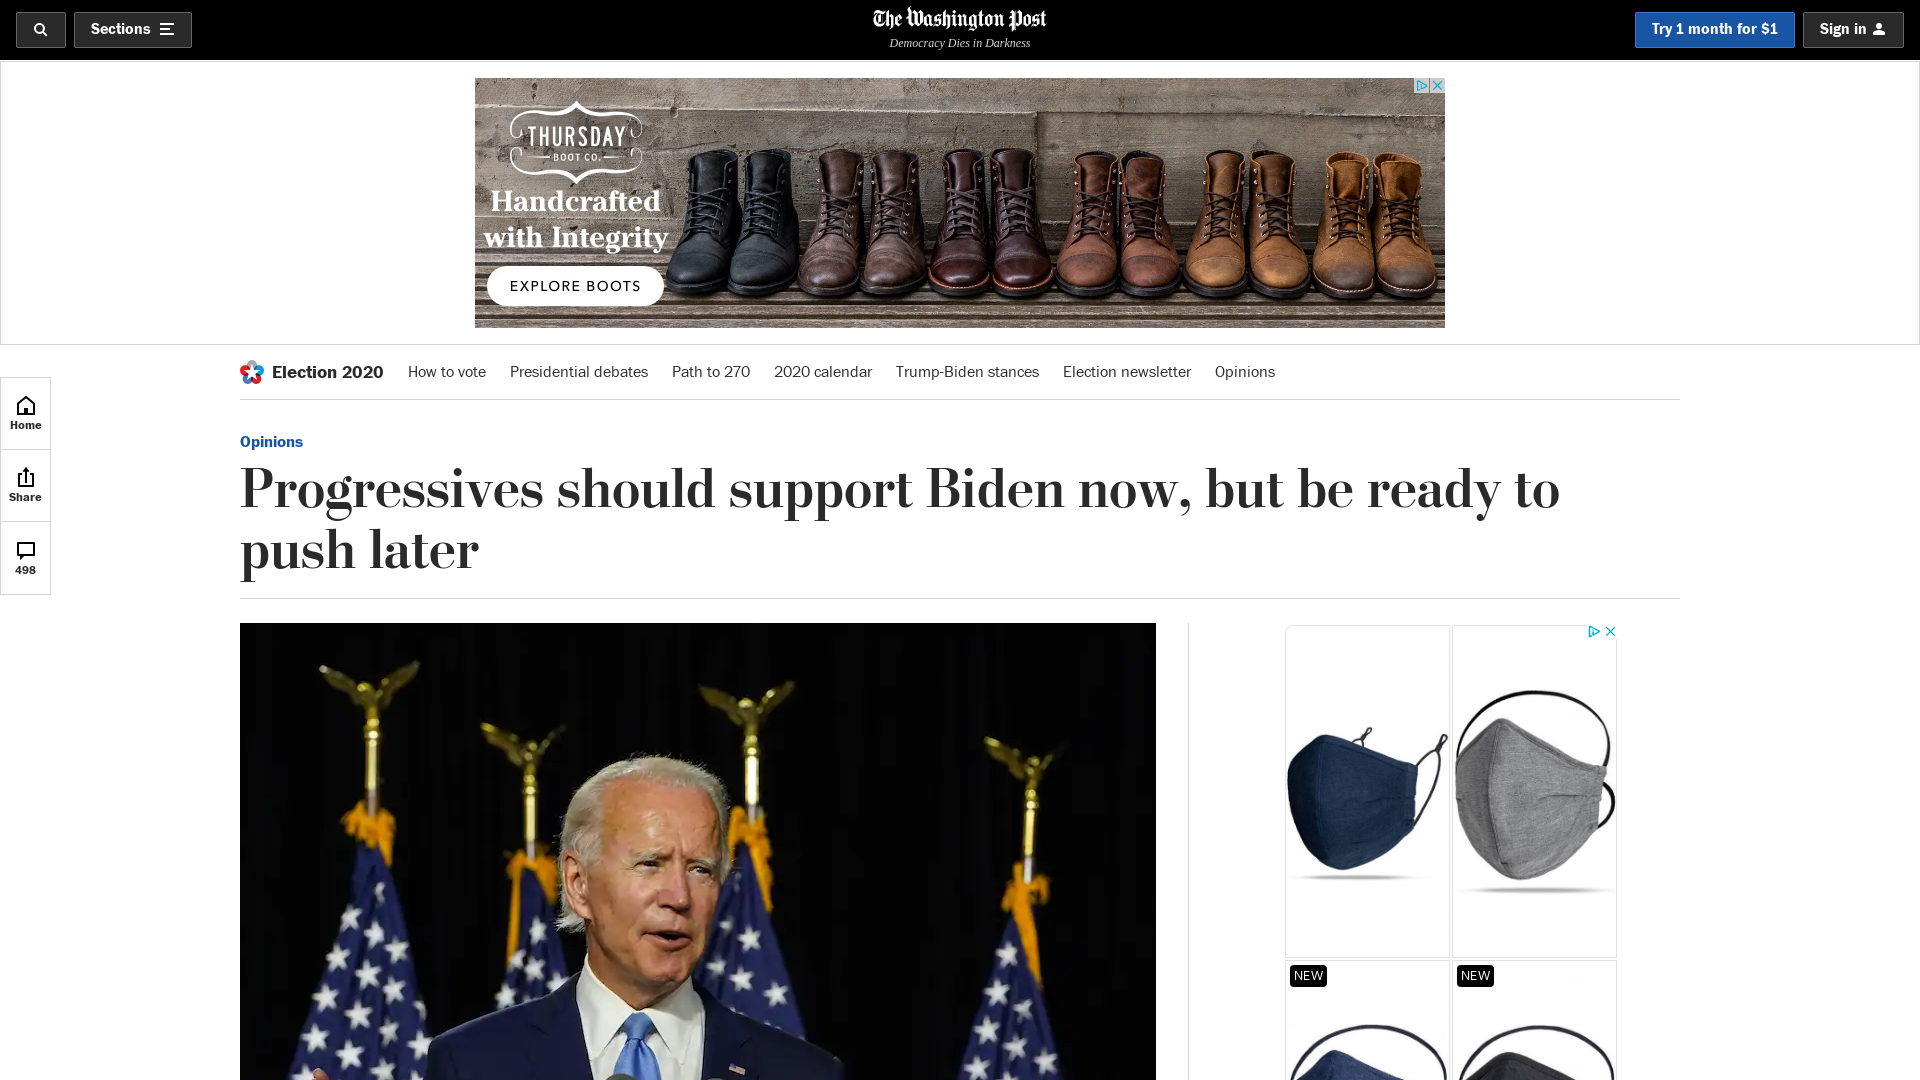 Sections
The Washington Post
Democracy Dies in Darkness
Try 1 month for $1
Sign in
THURSDAY
BOOT CO.
Handcrafted
with Integrity
EXPLORE BOOTS
Election 2020
How to vote
Presidential debates
Path to 270
2020 calendar
Trump-Biden stances
Election newsletter
Opinions
Home
Share
498
Opinions
Progressives should support Biden now, but be ready to
push later
NEW
NEW